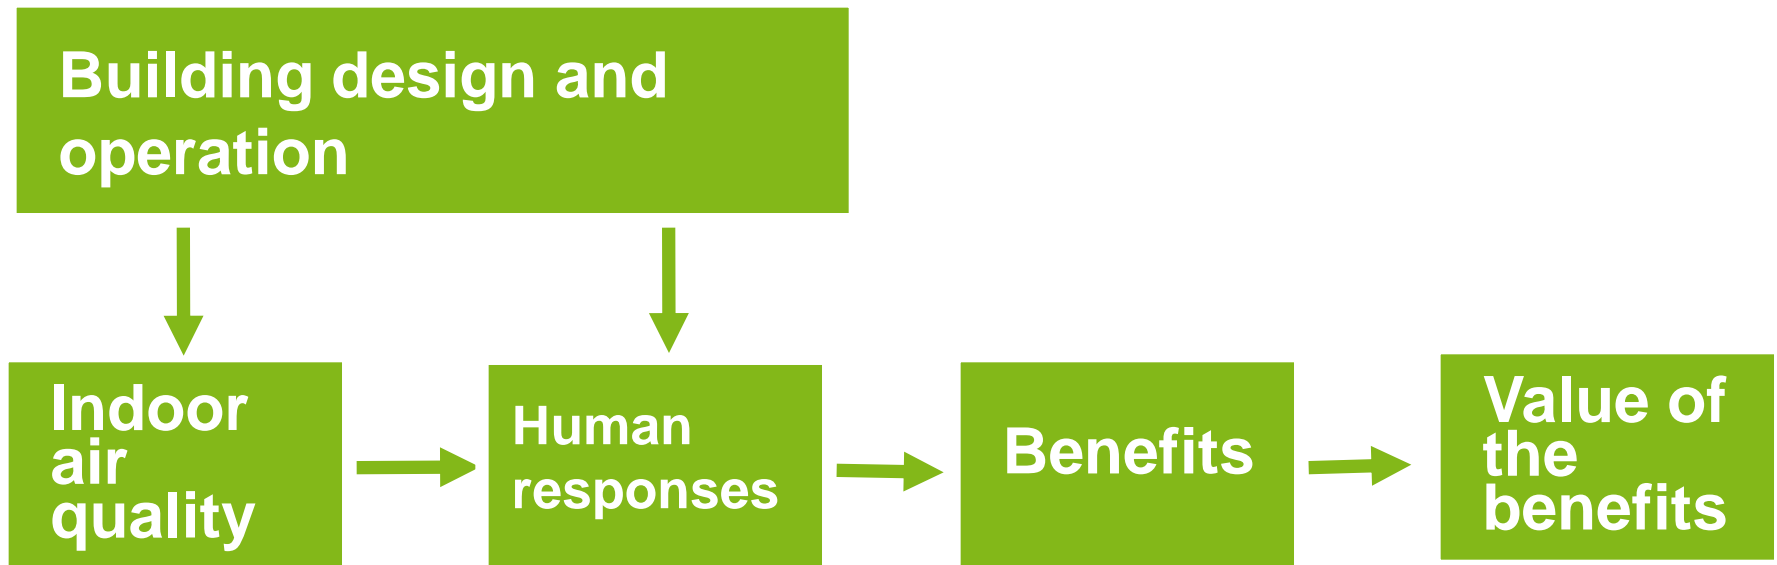 Building design and
operation
Indoor
air
quality
Human
responses
Benefits
Value of
the
benefits